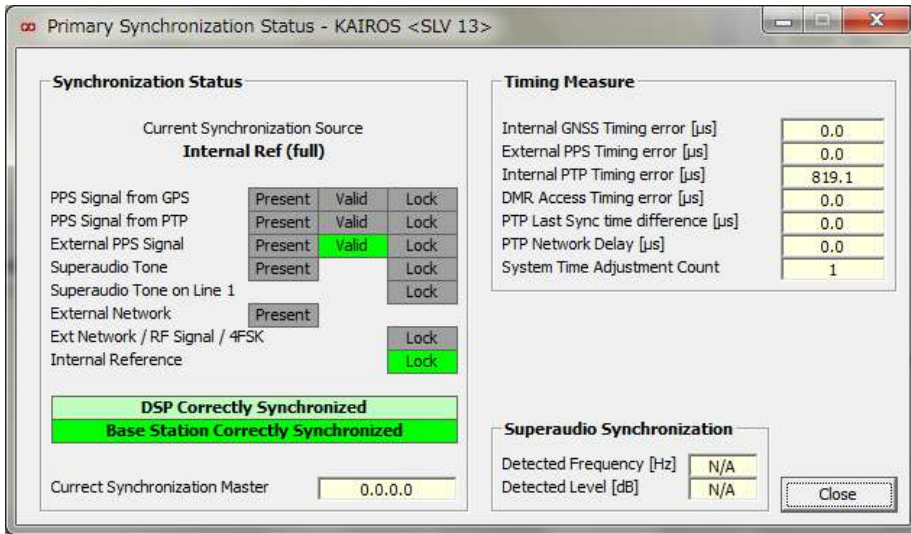 Primary Synchronization Status - KAIROS <SLV 13>
Synchronization Status
Current Synchronization Source
Internal Ref (full)
PPS Signal from GPS Present Valid Lock
PPS Signal from PTP Present Valid Lock
External PPS Signal Present Valid Lock
Superaudio Tone Present Lock
Superaudio Tone on Line 1 Lock
External Network Present
Ext Network / RF Signal / 4FSK Lock
Internal Reference Lock
DSP Correctly Synchronized
Base Station Correctly Synchronized
Currect Synchronization Master 0.0.0.0
Timing Measure
Internal GNSS Timing error [µs] 0.0
External PPS Timing error [µs] 0.0
Internal PTP Timing error [µs] 819.1
DMR Access Timing error [µs] 0.0
PTP Last Sync time difference [µs] 0.0
PTP Network Delay [µs] 0.0
System Time Adjustment Count 1
Superaudio Synchronization
Detected Frequency [Hz] N/A
Detected Level [dB] N/A
Close